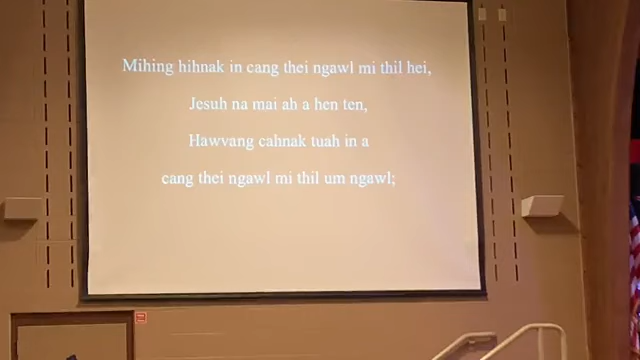 Mihing hihnak in cang thei ngawl mi thil hei,
Jesuh na mai ah a hen ten,
Hawvang cahnak tuah in a
cang thei ngawl mi thil um ngawl;